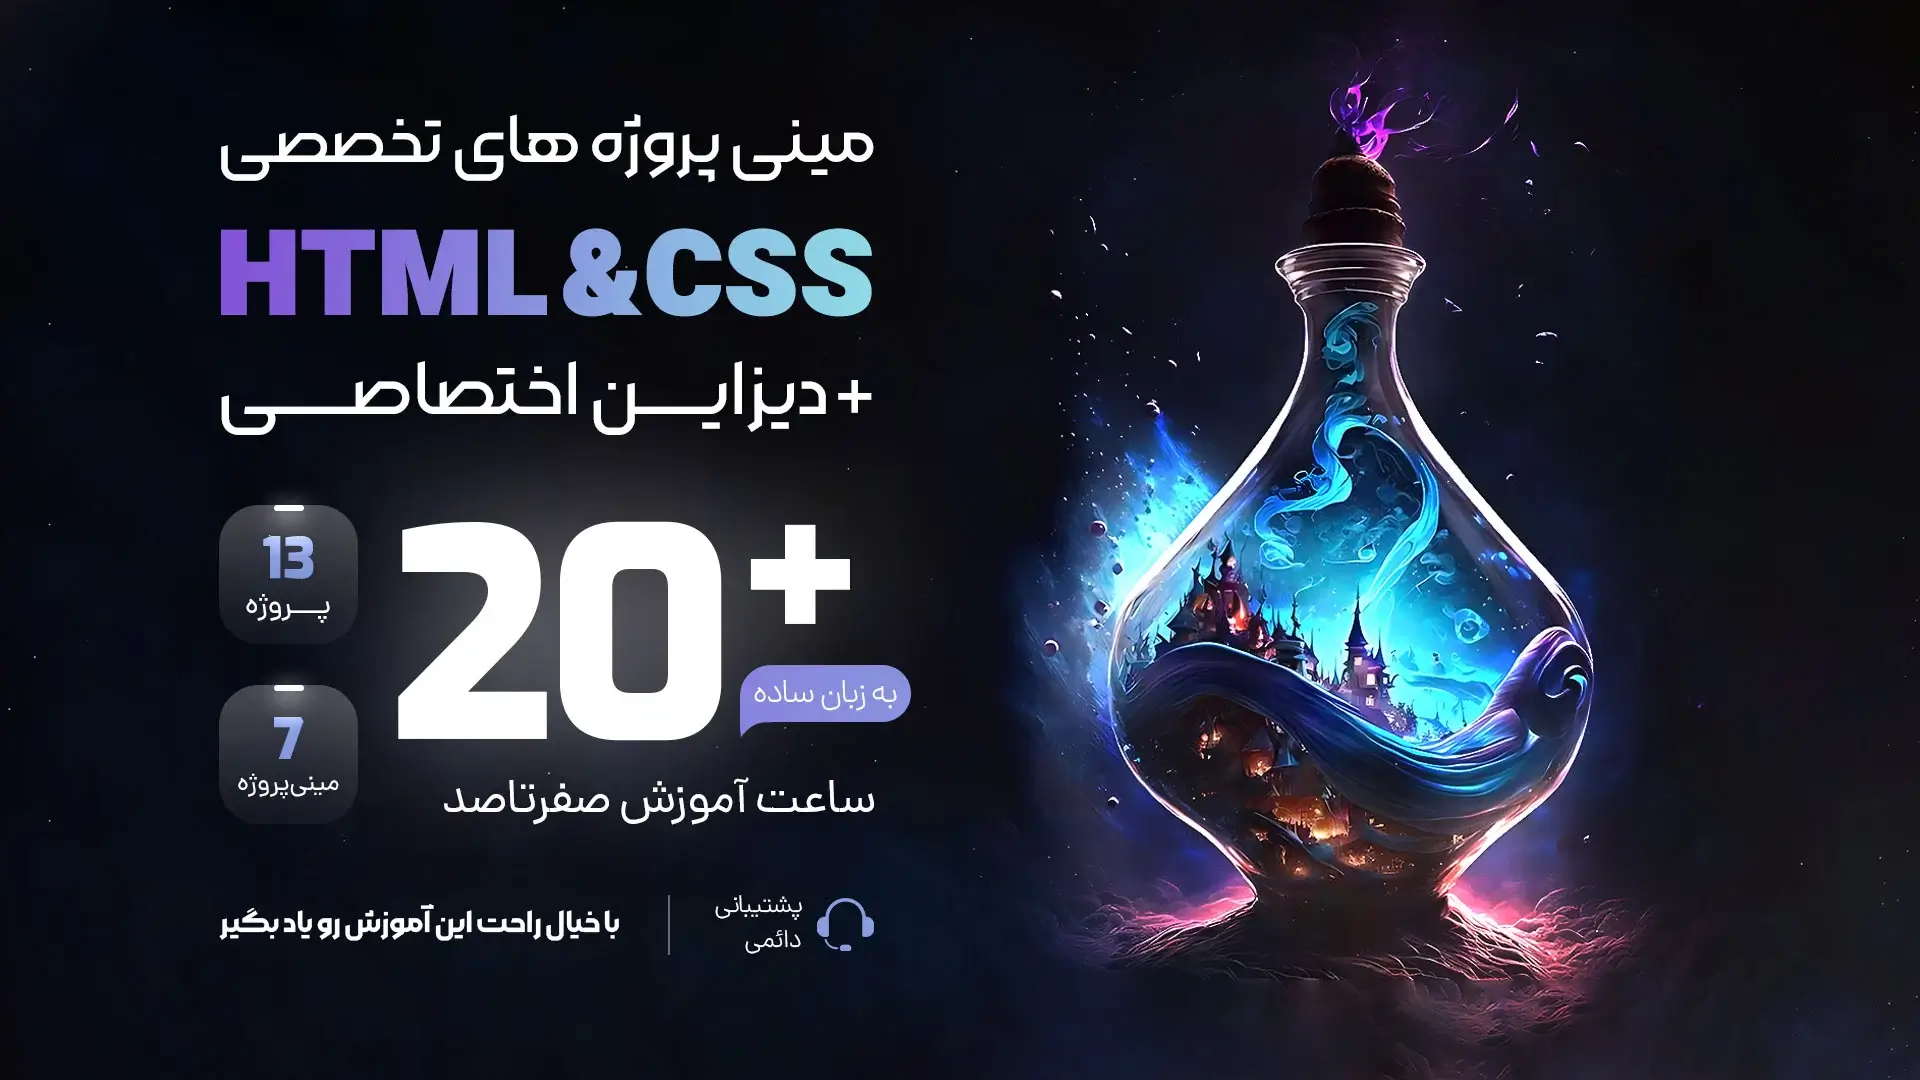 مینی پروژه های تخصصی
HTML & CSS
+ دیزایـــن اختصاصـــی
20+
به زبان ساده
ساعت آموزش صفرتاصد
13
پـــروژه
7
مینی‌پروژه
پشتیبانی
دائمی
با خیال راحت این آموزش رو یاد بگیر